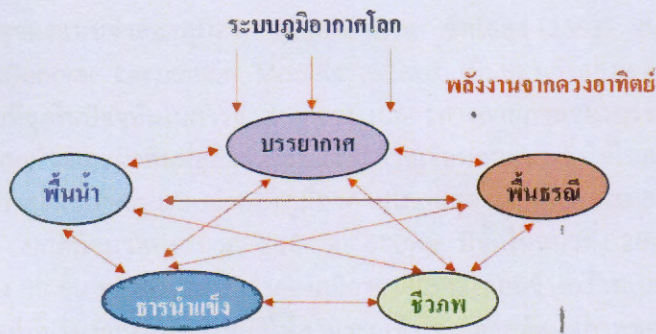 ระบบภูมิอากาศโลก
พลังงานจากดวงอาทิตย์
บรรยากาศ
พื้นน้ำ
พื้นธรณี
ธารน้ำแข็ง
ชีวภพ